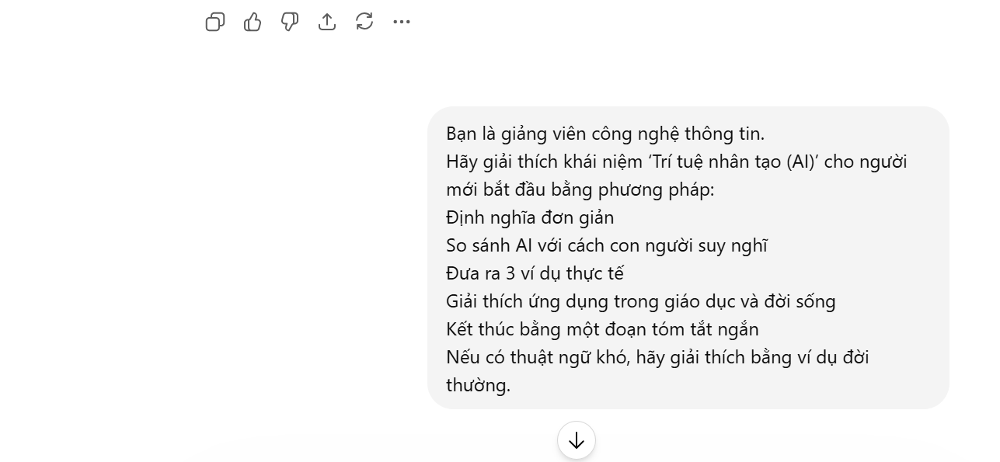 Bạn là giảng viên công nghệ thông tin.
Hãy giải thích khái niệm ‘Trí tuệ nhân tạo (AI)’ cho người
mới bắt đầu bằng phương pháp:
Định nghĩa đơn giản
So sánh AI với cách con người suy nghĩ
Đưa ra 3 ví dụ thực tế
Giải thích ứng dụng trong giáo dục và đời sống
Kết thúc bằng một đoạn tóm tắt ngắn
Nếu có thuật ngữ khó, hãy giải thích bằng ví dụ đời
thường.